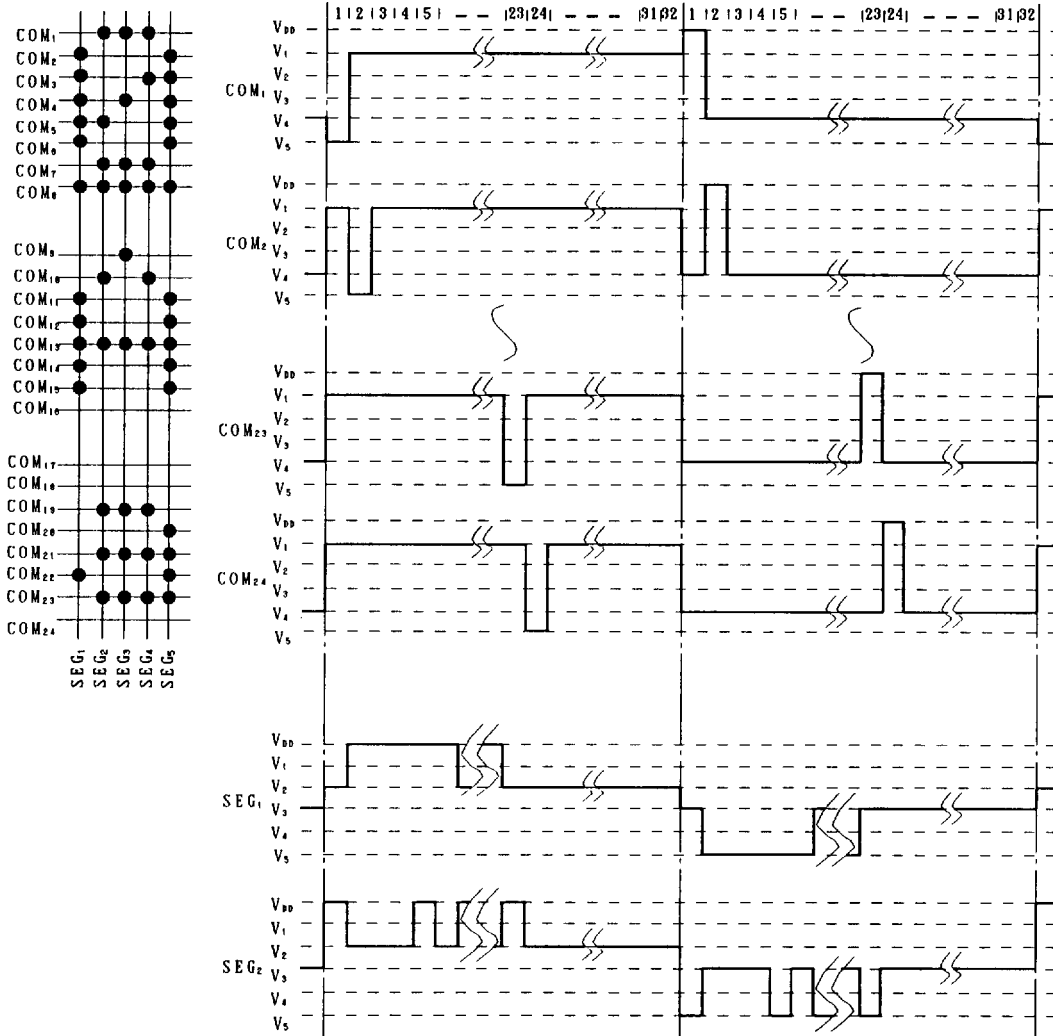 1 2 3 4 5 23 24 31 32 1 2 3 4 5 23 24 31 32
COM1
COM2
COM3
COM4
COM5
COM6
COM7
COM8
COM9
COM10
COM11
COM12
COM13
COM14
COM15
COM16
COM17
COM18
COM19
COM20
COM21
COM22
COM23
COM24
SEG1
SEG2
SEG3
SEG4
SEG5
COM1
VDD
V1
V2
V3
V4
V5
COM2
VDD
V1
V2
V3
V4
V5
COM23
VDD
V1
V2
V3
V4
V5
COM24
VDD
V1
V2
V3
V4
V5
SEG1
VDD
V1
V2
V3
V4
V5
SEG2
VDD
V1
V2
V3
V4
V5